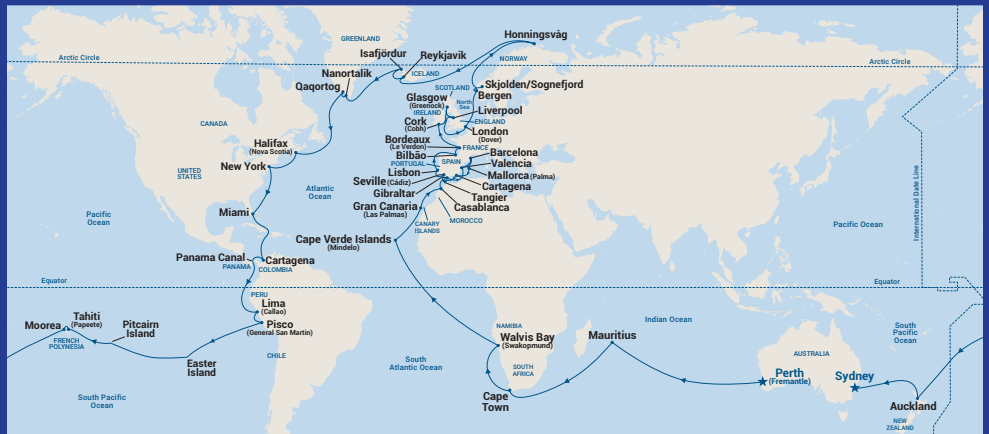 Honningsvåg
GREENLAND
Isafjördur
Reykjavik
NORWAY
Arctic Circle
Arctic Circle
Nanortalik
ICELAND
Qaqortog
SCOTLAND
Skjolden/Sognefjord
Bergen
Glasgow
(Greenock)
North
Sea
IRELAND
Liverpool
CANADA
Cork
(Cobh)
ENGLAND
London
(Dover)
Halifax
(Nova Scotia)
Bordeaux
(Le Verdon)
FRANCE
Bilbāo
Barcelona
New York
PORTUGAL
SPAIN
Valencia
UNITED
STATES
Lisbon
Mallorca (Palma)
Seville (Cádiz)
Cartagena
Atlantic
Ocean
Gibraltar
Tangier
Gran Canaria
(Las Palmas)
Casablanca
Miami
Pacific
Ocean
MOROCCO
CANARY
ISLANDS
Pacific Ocean
International Date Line
Cape Verde Islands
(Mindelo)
Panama Canal
Cartagena
PANAMA
COLOMBIA
Equator
Equator
PERU
Lima
(Callao)
Tahiti
(Papeete)
Moorea
Pitcairn
Island
Pisco
(General San Martin)
Indian Ocean
NAMIBIA
Walvis Bay
(Swakopmund)
Mauritius
South
Pacific
Ocean
FRENCH
POLYNESIA
CHILE
AUSTRALIA
Easter
Island
South
Atlantic Ocean
SOUTH
AFRICA
Perth
(Fremantle)
Sydney
South Pacific
Ocean
Cape
Town
Auckland
NEW
ZEALAND